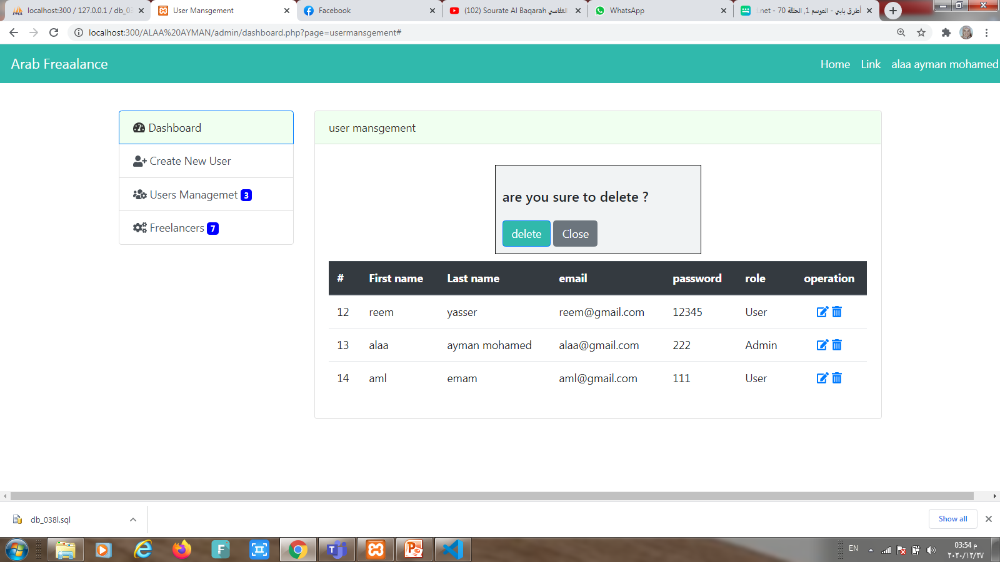 localhost:300 / 127.0.0.1 / db_03
User Mansgement
Facebook
(102) Sourate Al Baqarah
WhatsApp
أطرق بابي - الموسم 1, الحلقة 70 - .net
localhost:300/ALAA%20AYMAN/admin/dashboard.php?page=usermansgement#
Arab Freaalance
Home Link alaa ayman mohamed
Dashboard
Create New User
Users Managemet 3
Freelancers 7
user mansgement
are you sure to delete ?
delete Close
# First name Last name email password role operation
12 reem yasser reem@gmail.com 12345 User
13 alaa ayman mohamed alaa@gmail.com 222 Admin
14 aml emam aml@gmail.com 111 User
db_038l.sql
Show all
EN
03:54 م
٢٠٢٠/١٢/٢٧